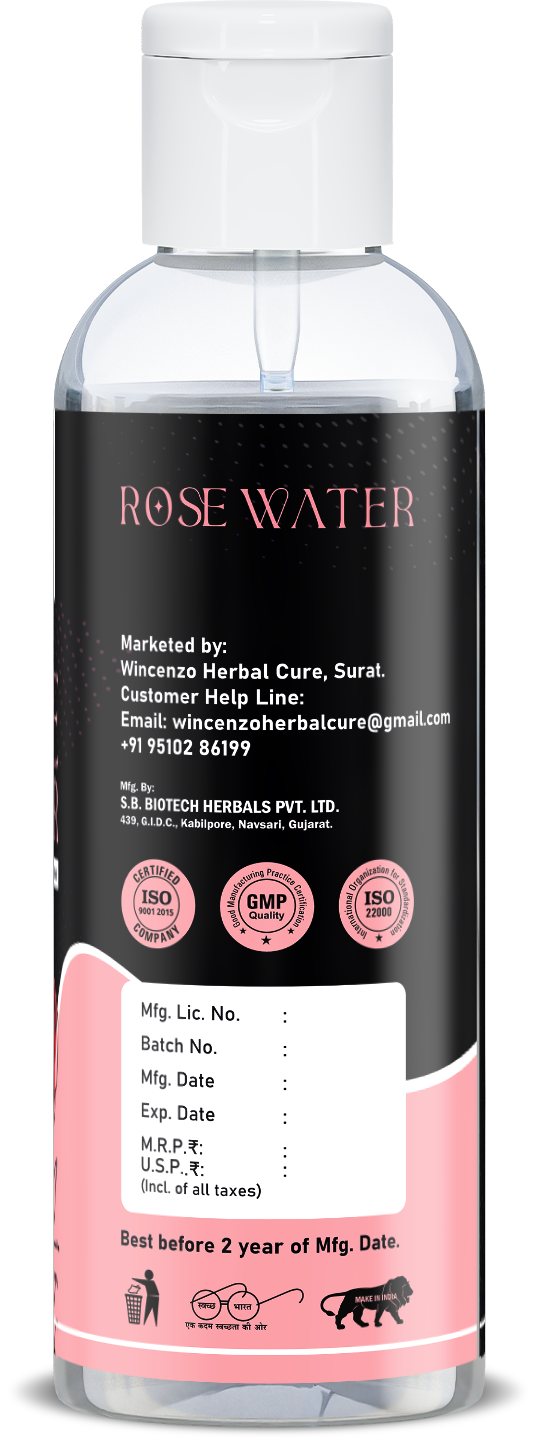 ROSE WATER
Marketed by:
Wincenzo Herbal Cure, Surat.
Customer Help Line:
Email: wincenzoherbalcure@gmail.com
+91 95102 86199
Mfg. By:
S.B. BIOTECH HERBALS PVT. LTD.
439, G.I.D.C., Kabilpore, Navsari, Gujarat.
CERTIFIED
ISO
9001 2015
COMPANY
Good Manufacturing Practice Certification
GMP
Quality
International Organization for Standardization
ISO
22000
Mfg. Lic. No. :
Batch No. :
Mfg. Date :
Exp. Date :
M.R.P.₹: :
U.S.P..₹: :
(Incl. of all taxes)
Best before 2 year of Mfg. Date.
स्वच्छ भारत
एक कदम स्वच्छता की ओर
MAKE IN INDIA